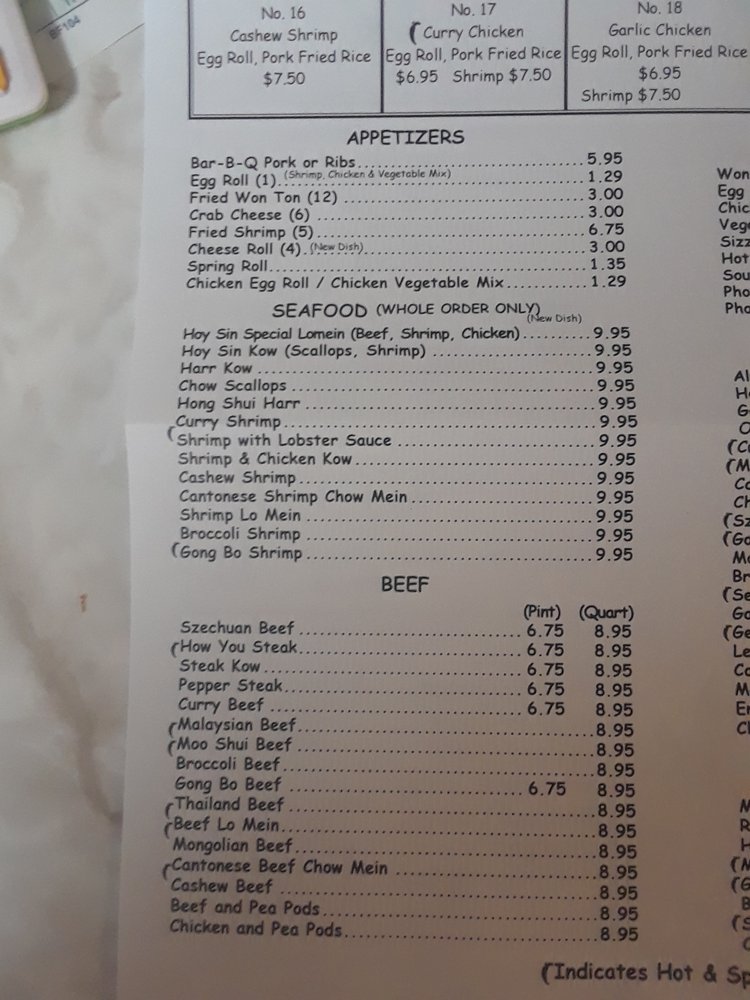 BF104
No. 16
Cashew Shrimp
Egg Roll, Pork Fried Rice
$7.50
No. 17
Curry Chicken
Egg Roll, Pork Fried Rice
$6.95 Shrimp $7.50
No. 18
Garlic Chicken
Egg Roll, Pork Fried Rice
$6.95
Shrimp $7.50
APPETIZERS
Bar-B-Q Pork or Ribs 5.95
Egg Roll (1) (Shrimp, Chicken & Vegetable Mix) 1.29
Fried Won Ton (12) 3.00
Crab Cheese (6) 3.00
Fried Shrimp (5) 6.75
Cheese Roll (4) (New Dish) 3.00
Spring Roll 1.35
Chicken Egg Roll / Chicken Vegetable Mix 1.29
SEAFOOD (WHOLE ORDER ONLY)
(New Dish)
Hoy Sin Special Lomein (Beef, Shrimp, Chicken) 9.95
Hoy Sin Kow (Scallops, Shrimp) 9.95
Harr Kow 9.95
Chow Scallops 9.95
Hong Shui Harr 9.95
Curry Shrimp 9.95
Shrimp with Lobster Sauce 9.95
Shrimp & Chicken Kow 9.95
Cashew Shrimp 9.95
Cantonese Shrimp Chow Mein 9.95
Shrimp Lo Mein 9.95
Broccoli Shrimp 9.95
Gong Bo Shrimp 9.95
BEEF
(Pint) (Quart)
Szechuan Beef 6.75 8.95
How You Steak 6.75 8.95
Steak Kow 6.75 8.95
Pepper Steak 6.75 8.95
Curry Beef 6.75 8.95
Malaysian Beef 8.95
Moo Shui Beef 8.95
Broccoli Beef 8.95
Gong Bo Beef 6.75 8.95
Thailand Beef 8.95
Beef Lo Mein 8.95
Mongolian Beef 8.95
Cantonese Beef Chow Mein 8.95
Cashew Beef 8.95
Beef and Pea Pods 8.95
Chicken and Pea Pods 8.95
Indicates Hot & Sp
Won
Egg
Chic
Vege
Sizz
Hot
Sou
Pho
Pho